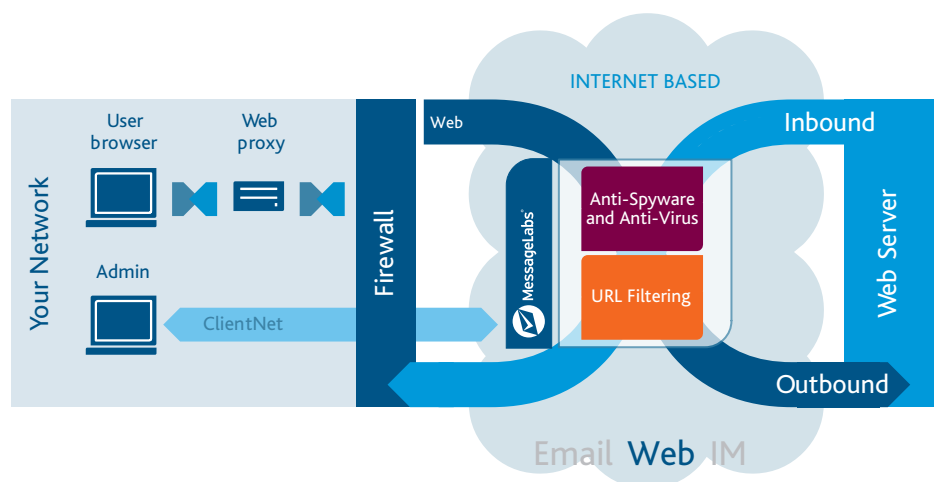 INTERNET BASED
User
browser
Web
proxy
Web
Inbound
Your Network
Firewall
MessageLabs
Anti-Spyware
and Anti-Virus
URL Filtering
Web Server
Admin
ClientNet
Outbound
Email Web IM